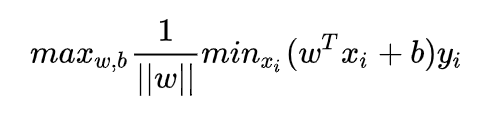 $max_{w,b} \frac{1}{||w||} min_{x_i} (w^T x_i + b) y_i$